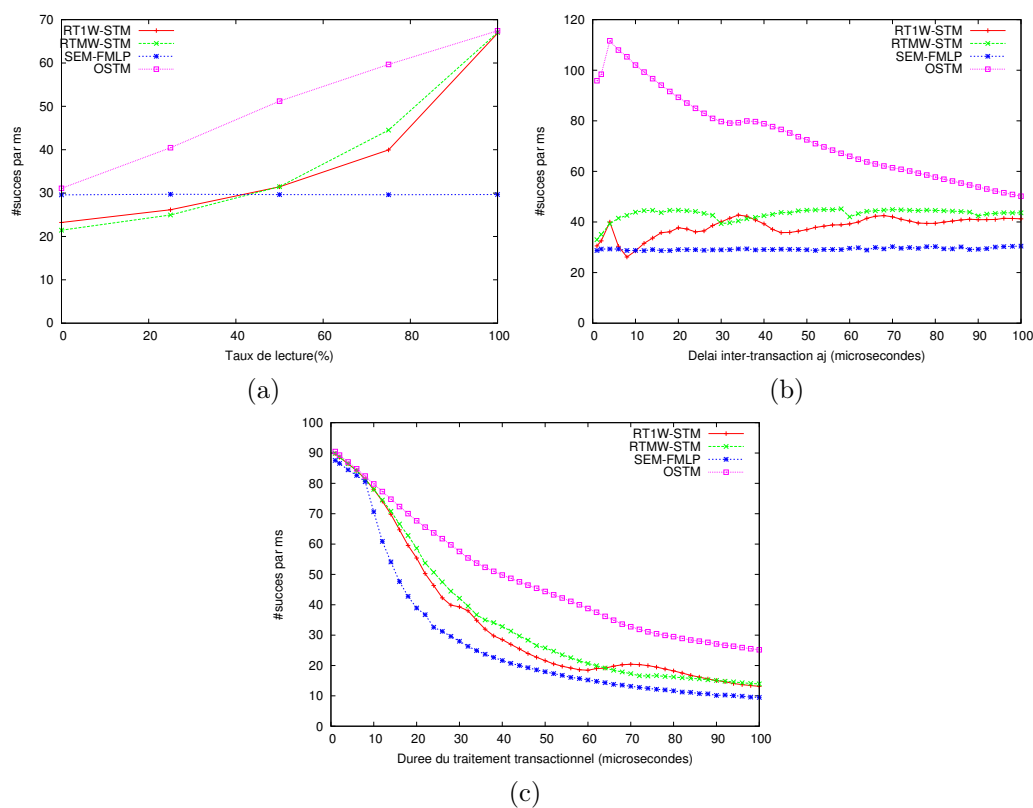 70
60
50
40
30
20
10
0
#succes par ms
RT1W-STM
RTMW-STM
SEM-FMLP
OSTM
0 20 40 60 80 100
Taux de lecture(%)
(a)
120
100
80
60
40
20
0
#succes par ms
RT1W-STM
RTMW-STM
SEM-FMLP
OSTM
0 10 20 30 40 50 60 70 80 90 100
Delai inter-transaction aj (microsecondes)
(b)
100
90
80
70
60
50
40
30
20
10
0
#succes par ms
RT1W-STM
RTMW-STM
SEM-FMLP
OSTM
0 10 20 30 40 50 60 70 80 90 100
Duree du traitement transactionnel (microsecondes)
(c)